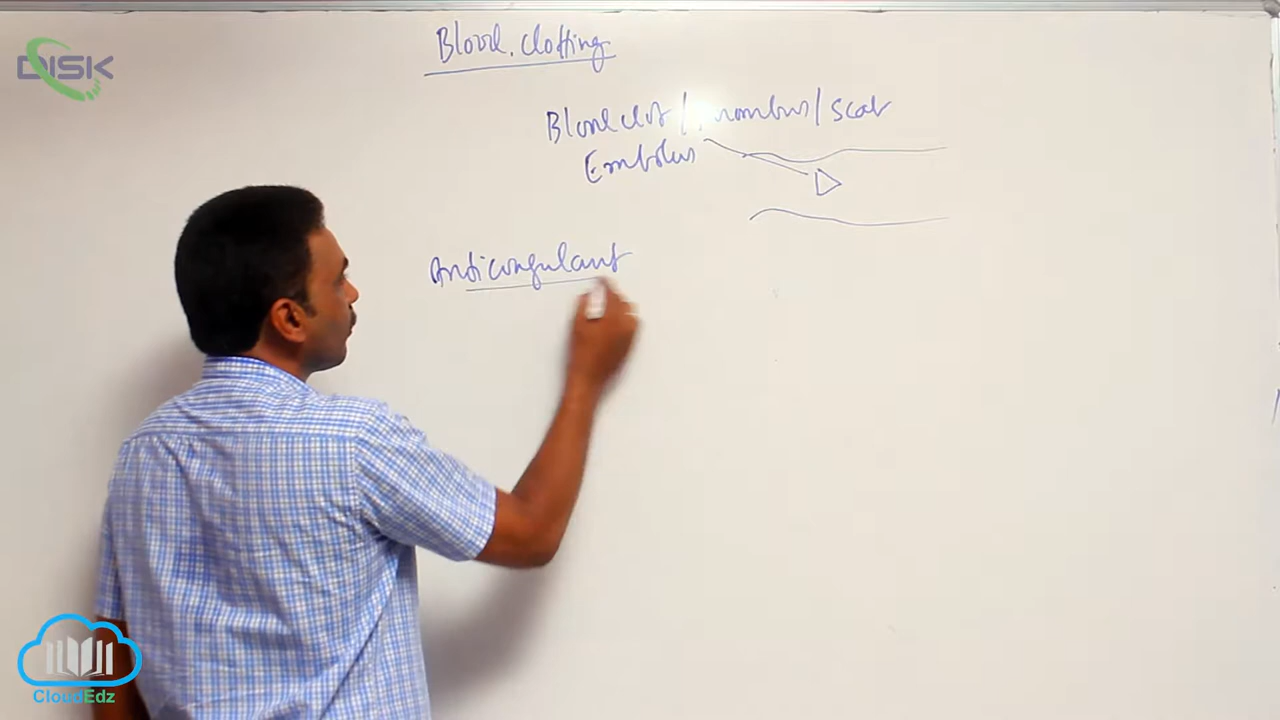 DISK
Blood clotting
Blood clot / Thrombus / scab
Embolus
Anticoagulant
CloudEdz